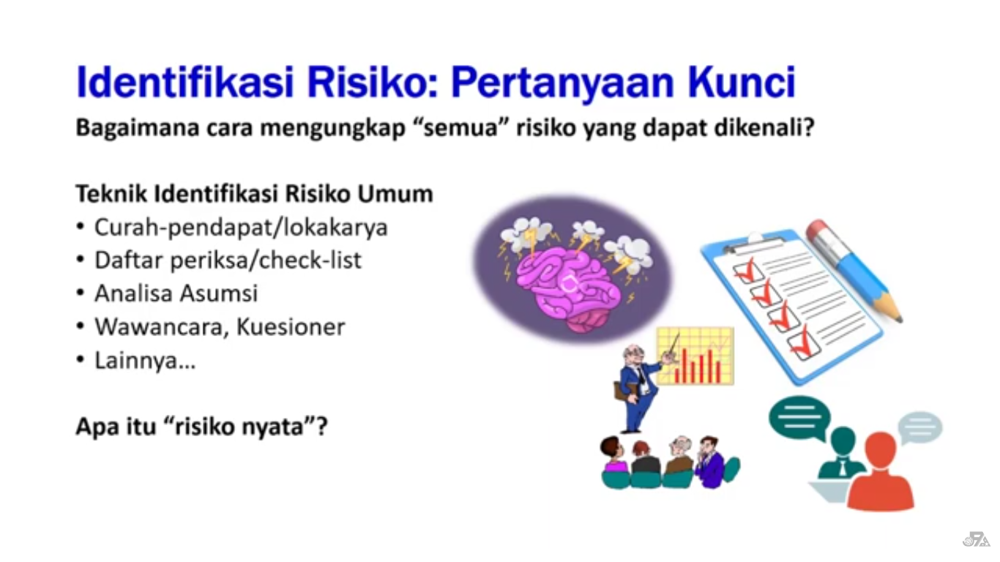 Identifikasi Risiko: Pertanyaan Kunci
Bagaimana cara mengungkap “semua” risiko yang dapat dikenali?
Teknik Identifikasi Risiko Umum
• Curah-pendapat/lokakarya
• Daftar periksa/check-list
• Analisa Asumsi
• Wawancara, Kuesioner
• Lainnya...
Apa itu “risiko nyata”?